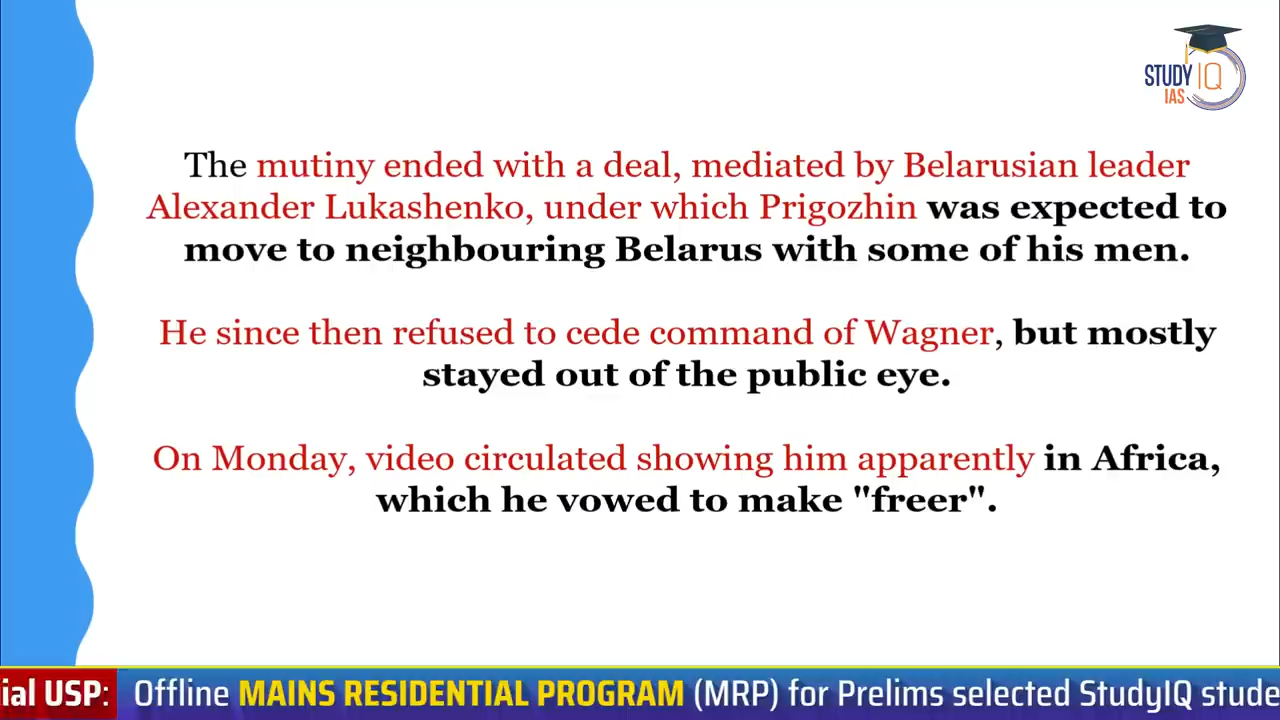 STUDY IQ
IAS
The mutiny ended with a deal, mediated by Belarusian leader
Alexander Lukashenko, under which Prigozhin was expected to
move to neighbouring Belarus with some of his men.
He since then refused to cede command of Wagner, but mostly
stayed out of the public eye.
On Monday, video circulated showing him apparently in Africa,
which he vowed to make "freer".
ial USP: Offline MAINS RESIDENTIAL PROGRAM (MRP) for Prelims selected StudyIQ stude